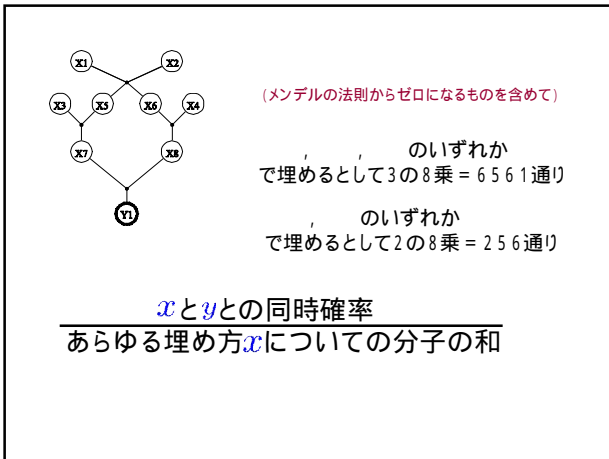 X1 X2
X3 X5 X6 X4
X7 X8
Y1
(メンデルの法則からゼロになるものを含めて)
, , のいずれか
で埋めるとして3の8乗=6561通り
, のいずれか
で埋めるとして2の8乗=256通り
xとyとの同時確率
あらゆる埋め方xについての分子の和